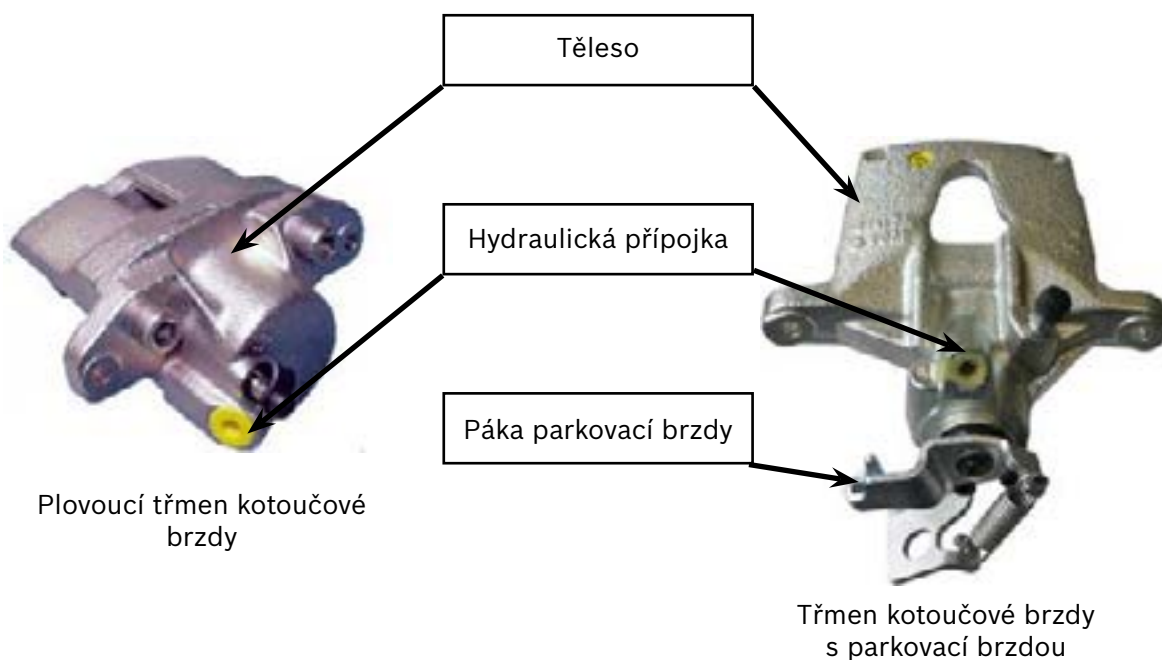 Těleso
Hydraulická přípojka
Páka parkovací brzdy
Plovoucí třmen kotoučové
brzdy
Třmen kotoučové brzdy
s parkovací brzdou